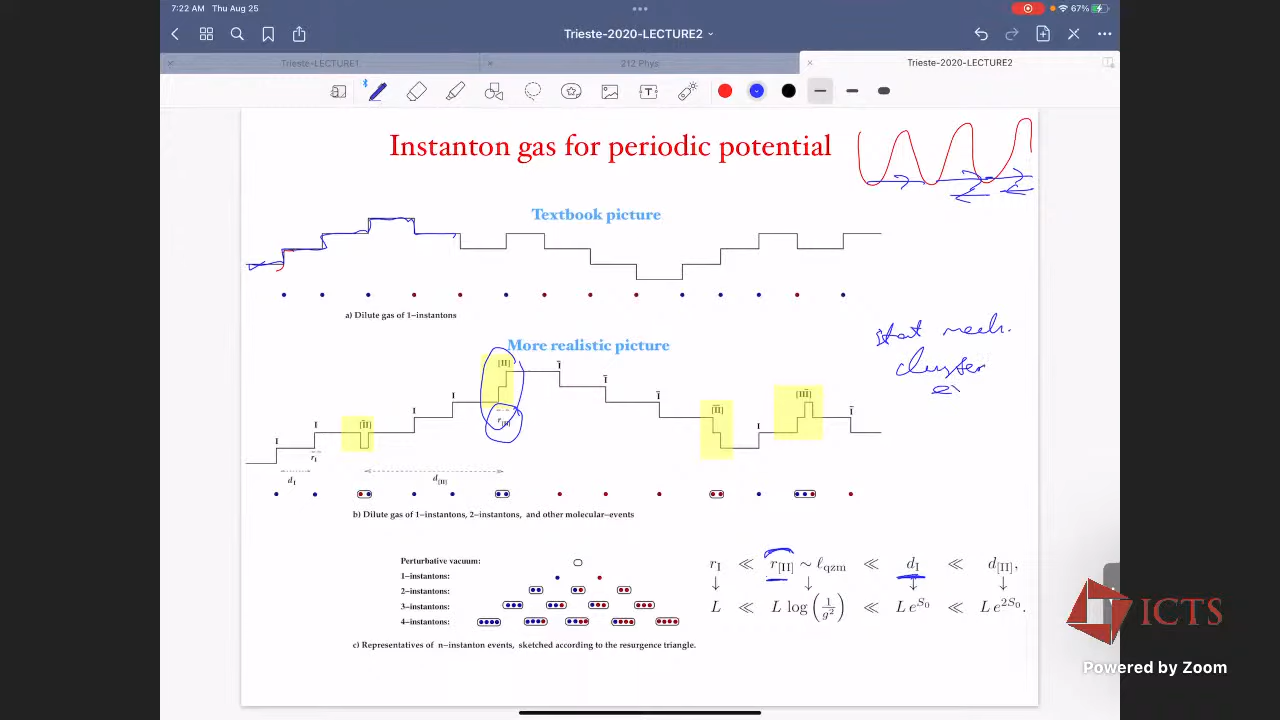 7:22 AM Thu Aug 25
67%
Trieste-2020-LECTURE2
Trieste-LECTURE1
212 Phys
Trieste-2020-LECTURE2
Instanton gas for periodic potential
Textbook picture
a) Dilute gas of 1-instantons
stat mech.
cluster
More realistic picture
[II]
I
Ī
I
I
[ĪI]
I
I
r_I
r_[II]
Ī
Ī
[ĪĪ]
I
[IIĪ]
Ī
d_I
d_[II]
b) Dilute gas of 1-instantons, 2-instantons, and other molecular-events
Perturbative vacuum:
1-instantons:
2-instantons:
3-instantons:
4-instantons:
c) Representatives of n-instanton events, sketched according to the resurgence triangle.
r_I ≪ r_[II] ∼ ℓ_qzm ≪ d_I ≪ d_[II],
↓ ↓ ↓ ↓
L ≪ L log(1/g²) ≪ L e^{S_0} ≪ L e^{2S_0}.
ICTS
Powered by Zoom